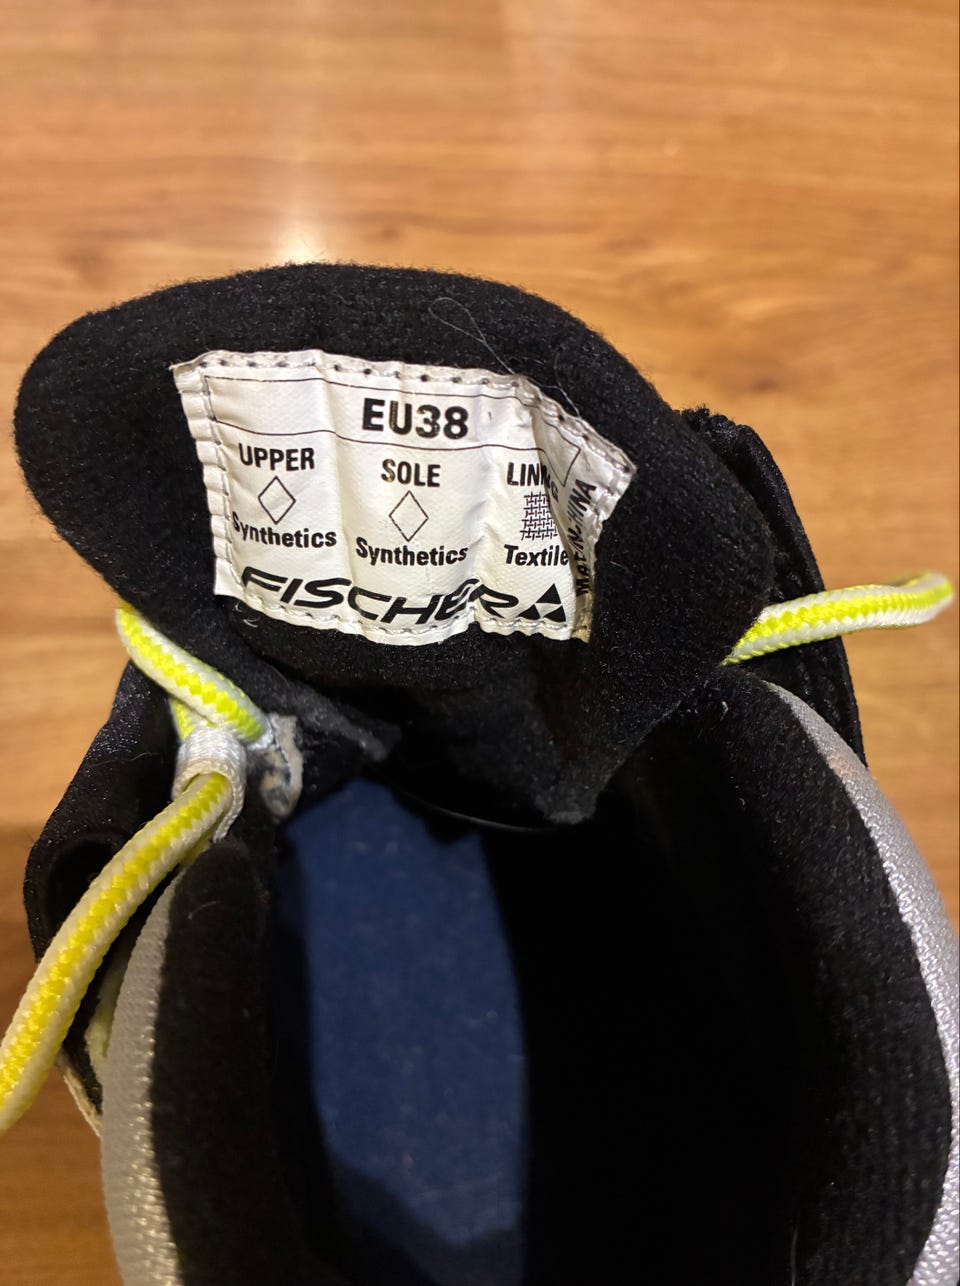 EU38
UPPER SOLE
Synthetics Synthetics Textile
FISCHER